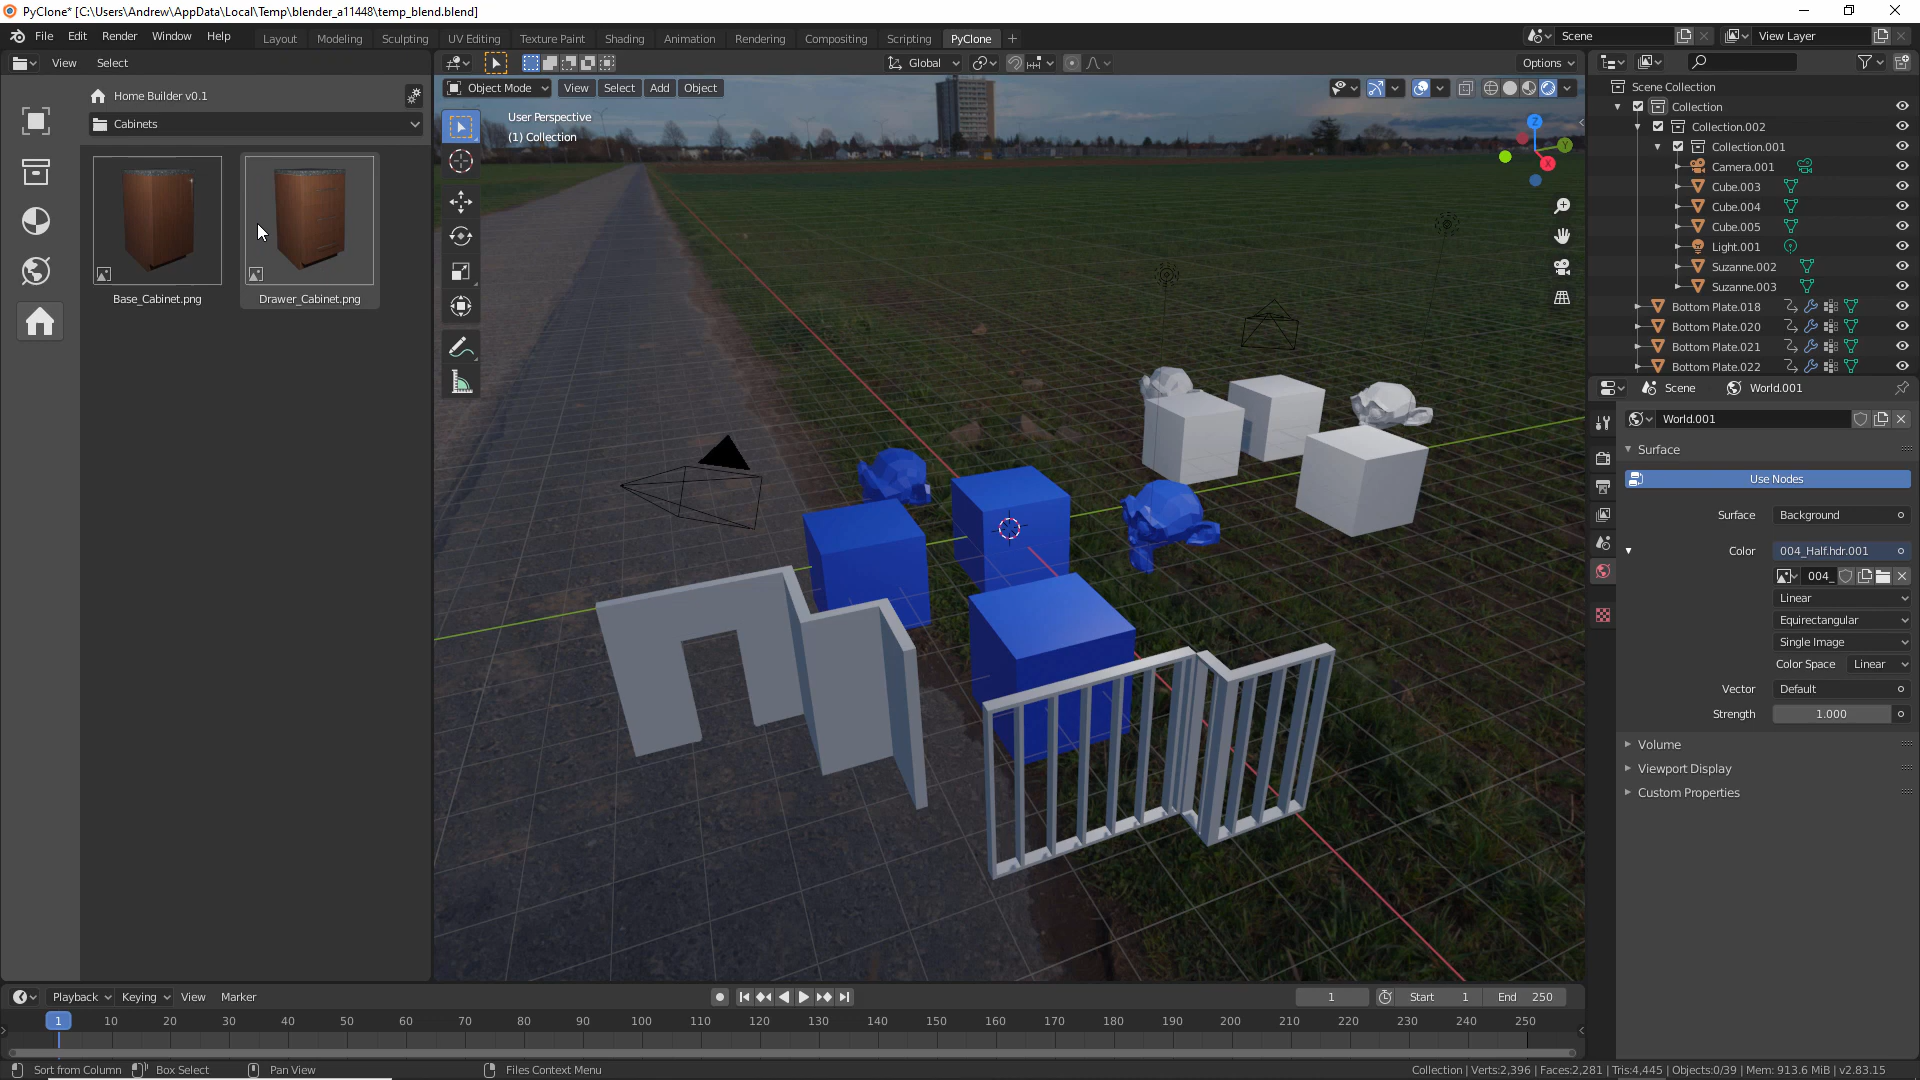 PyClone* [C:\Users\Andrew\AppData\Local\Temp\blender_a11448\temp_blend.blend]
File Edit Render Window Help Layout Modeling Sculpting UV Editing Texture Paint Shading Animation Rendering Compositing Scripting PyClone Scene View Layer
View Select Global Options
Home Builder v0.1
Cabinets
Base_Cabinet.png Drawer_Cabinet.png
Object Mode View Select Add Object
User Perspective
(1) Collection
Z
Y
X
Scene Collection
Collection
Collection.002
Collection.001
Camera.001
Cube.003
Cube.004
Cube.005
Light.001
Suzanne.002
Suzanne.003
Bottom Plate.018
Bottom Plate.020
Bottom Plate.021
Bottom Plate.022
Scene World.001
World.001
Surface
Use Nodes
Surface Background
Color 004_Half.hdr.001
004_
Linear
Equirectangular
Single Image
Color Space Linear
Vector Default
Strength 1.000
Volume
Viewport Display
Custom Properties
Playback Keying View Marker 1 Start 1 End 250
1 10 20 30 40 50 60 70 80 90 100 110 120 130 140 150 160 170 180 190 200 210 220 230 240 250
Sort from Column Box Select Pan View Files Context Menu Collection | Verts:2,396 | Faces:2,281 | Tris:4,445 | Objects:0/39 | Mem: 913.6 MiB | v2.83.15